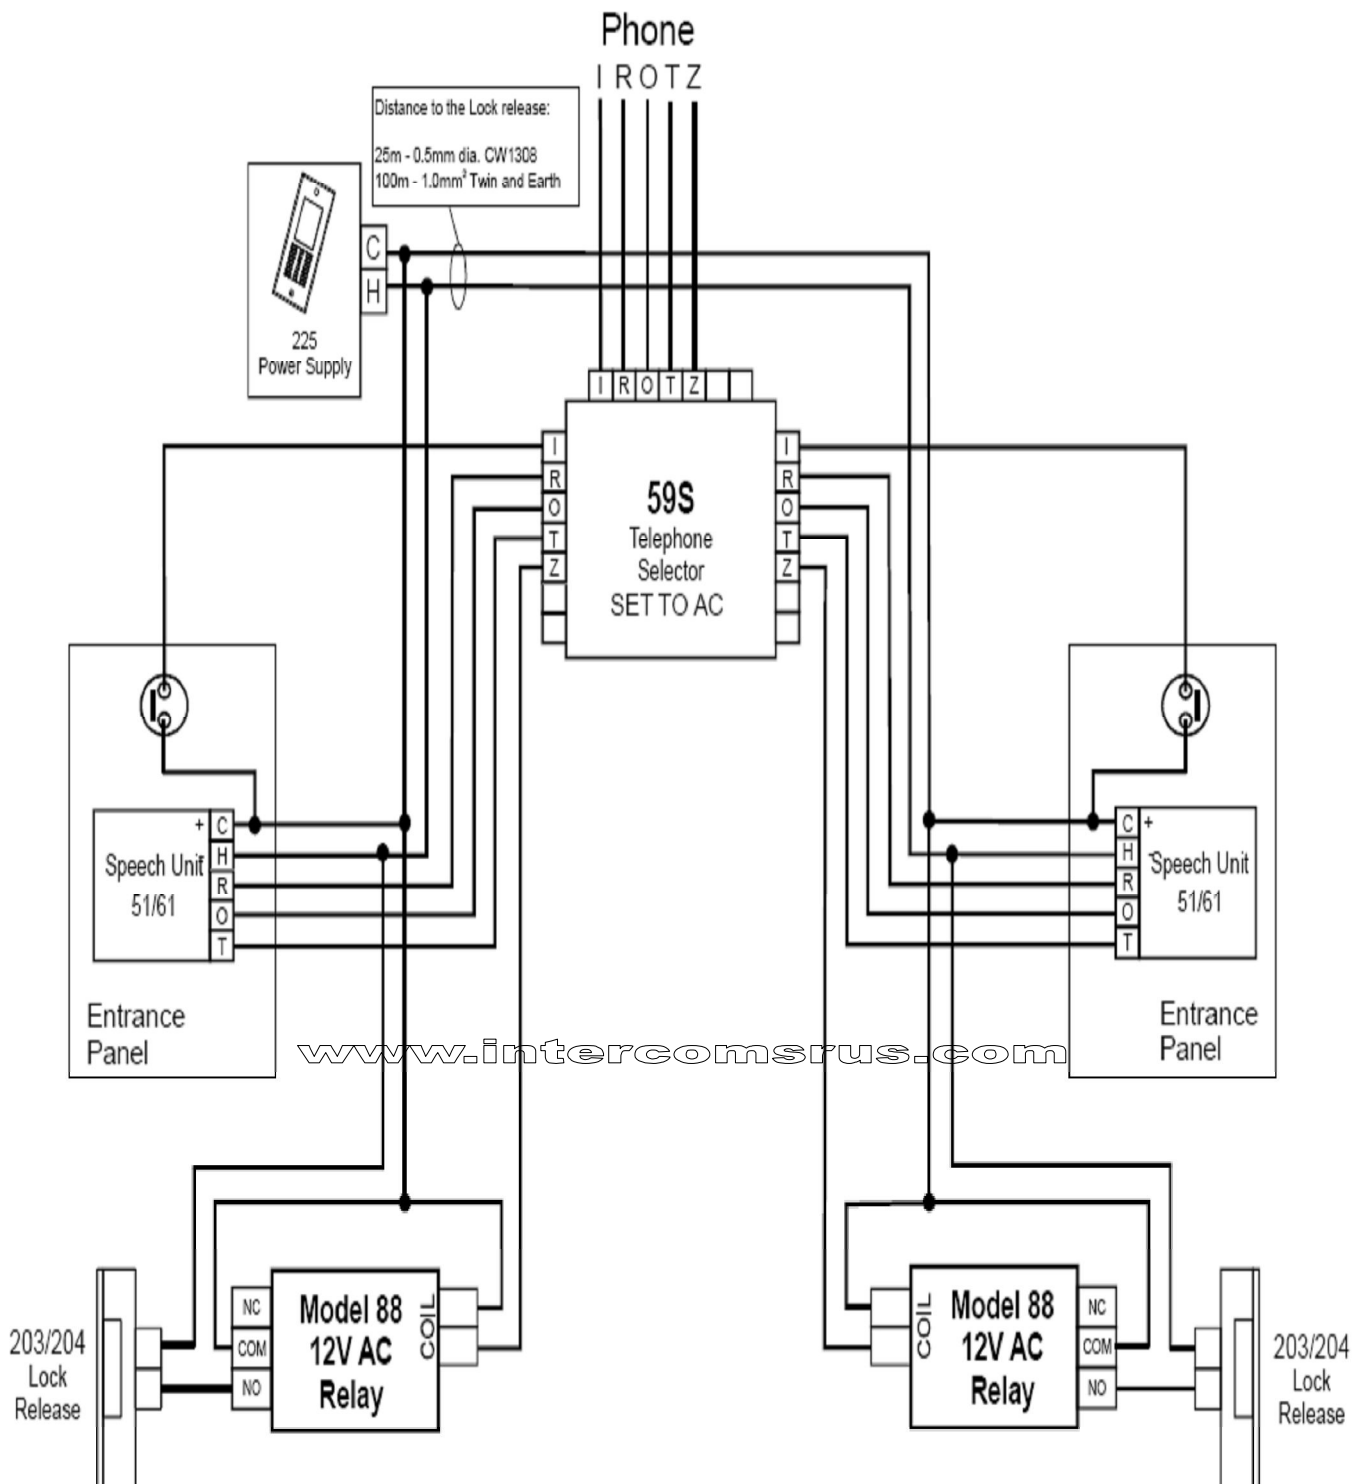 Phone
I R O T Z
Distance to the Lock release:
25m - 0.5mm dia. CW1308
100m - 1.0mm² Twin and Earth
C
H
225
Power Supply
I R O T Z
I
R
O
T
Z
59S
Telephone
Selector
SET TO AC
I
R
O
T
Z
+ C
- H
R
O
T
Speech Unit
51/61
Entrance
Panel
C +
H -
R
O
T
Speech Unit
51/61
Entrance
Panel
www.intercomsrus.com
203/204
Lock
Release
NC
COM
NO
Model 88
12V AC
Relay
COIL
COIL
Model 88
12V AC
Relay
NC
COM
NO
203/204
Lock
Release